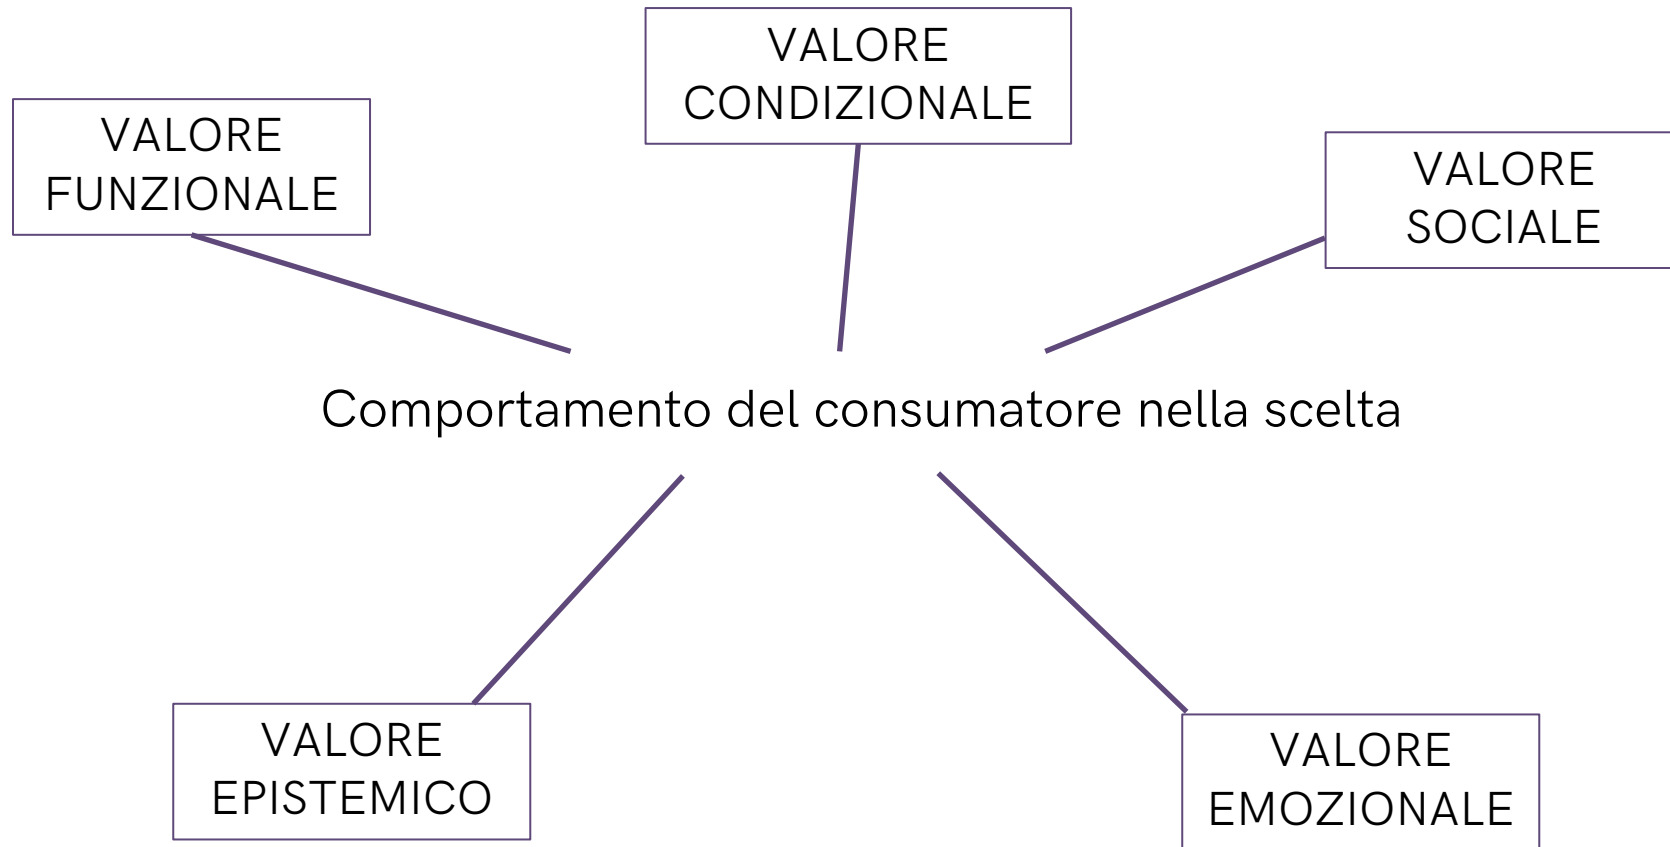 VALORE
CONDIZIONALE
VALORE
FUNZIONALE
VALORE
SOCIALE
Comportamento del consumatore nella scelta
VALORE
EPISTEMICO
VALORE
EMOZIONALE